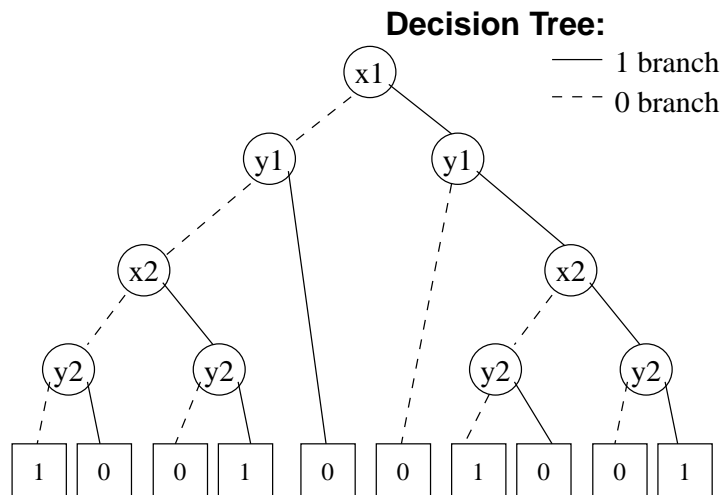 Decision Tree:
x1
1 branch
0 branch
y1 y1
x2 x2
y2 y2 y2 y2
1 0 0 1 0 0 1 0 0 1